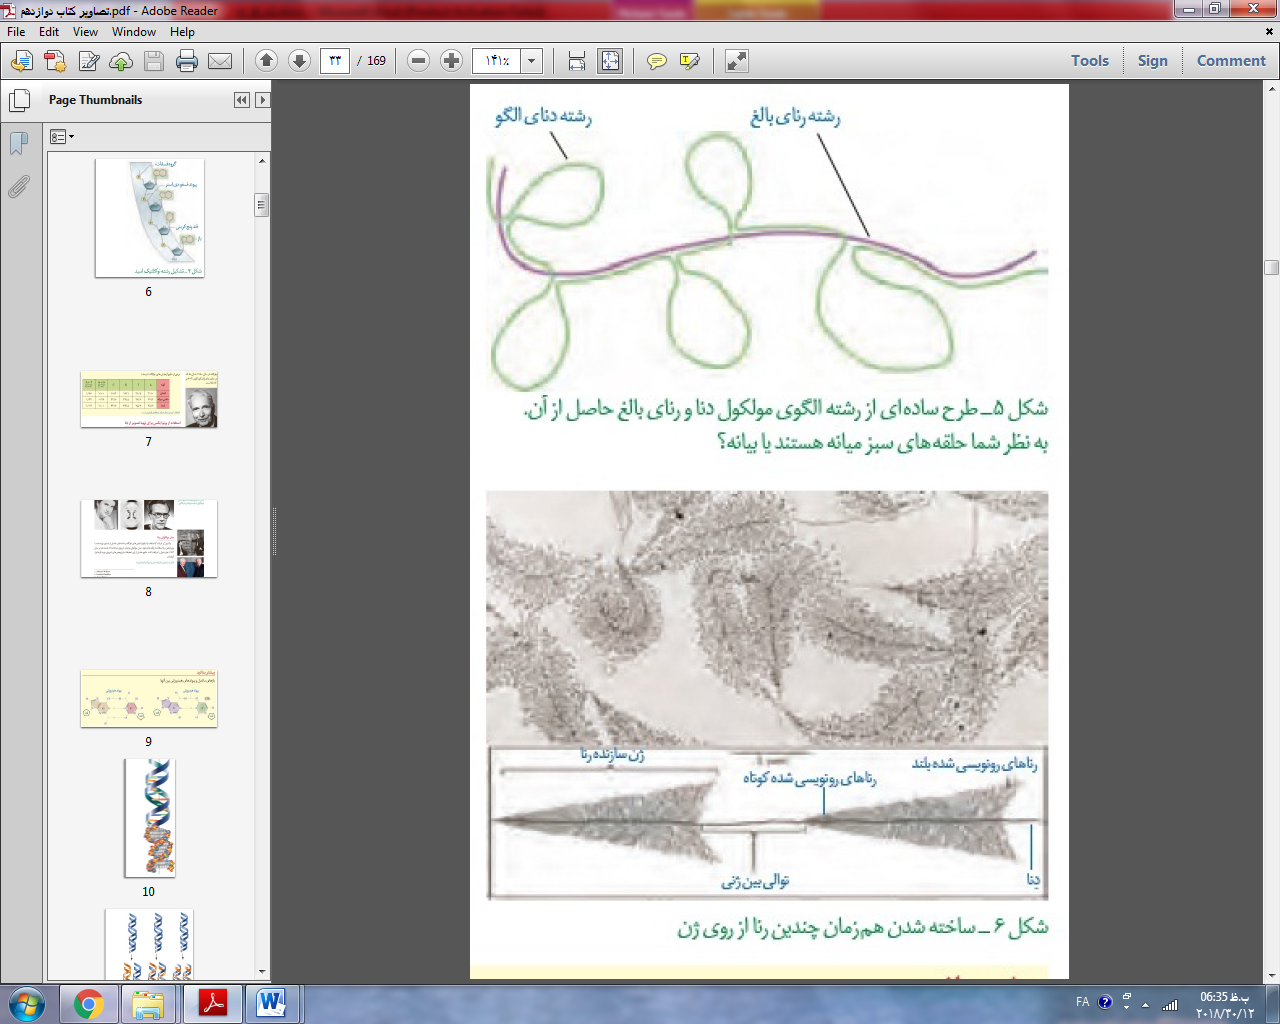 تصاویر کتاب دوازدهم.pdf - Adobe Reader
File Edit View Window Help
۳۳ / 169
۱۴۱%
Tools Sign Comment
Page Thumbnails
6
7
8
9
10
رشته دنای الگو
رشته رنای بالغ
شکل ۵ــ طرح ساده‌ای از رشته الگوی مولکول دنا و رنای بالغ حاصل از آن.
به نظر شما حلقه‌های سبز میانه هستند یا بیانه؟
ژن سازنده رنا
رناهای رونویسی شده بلند
رناهای رونویسی شده کوتاه
توالی بین ژنی
دنا
شکل ۶ ــ ساخته شدن هم‌زمان چندین رنا از روی ژن
FA
06:35 ب.ظ
۲۰۱۸/۳۰/۱۲